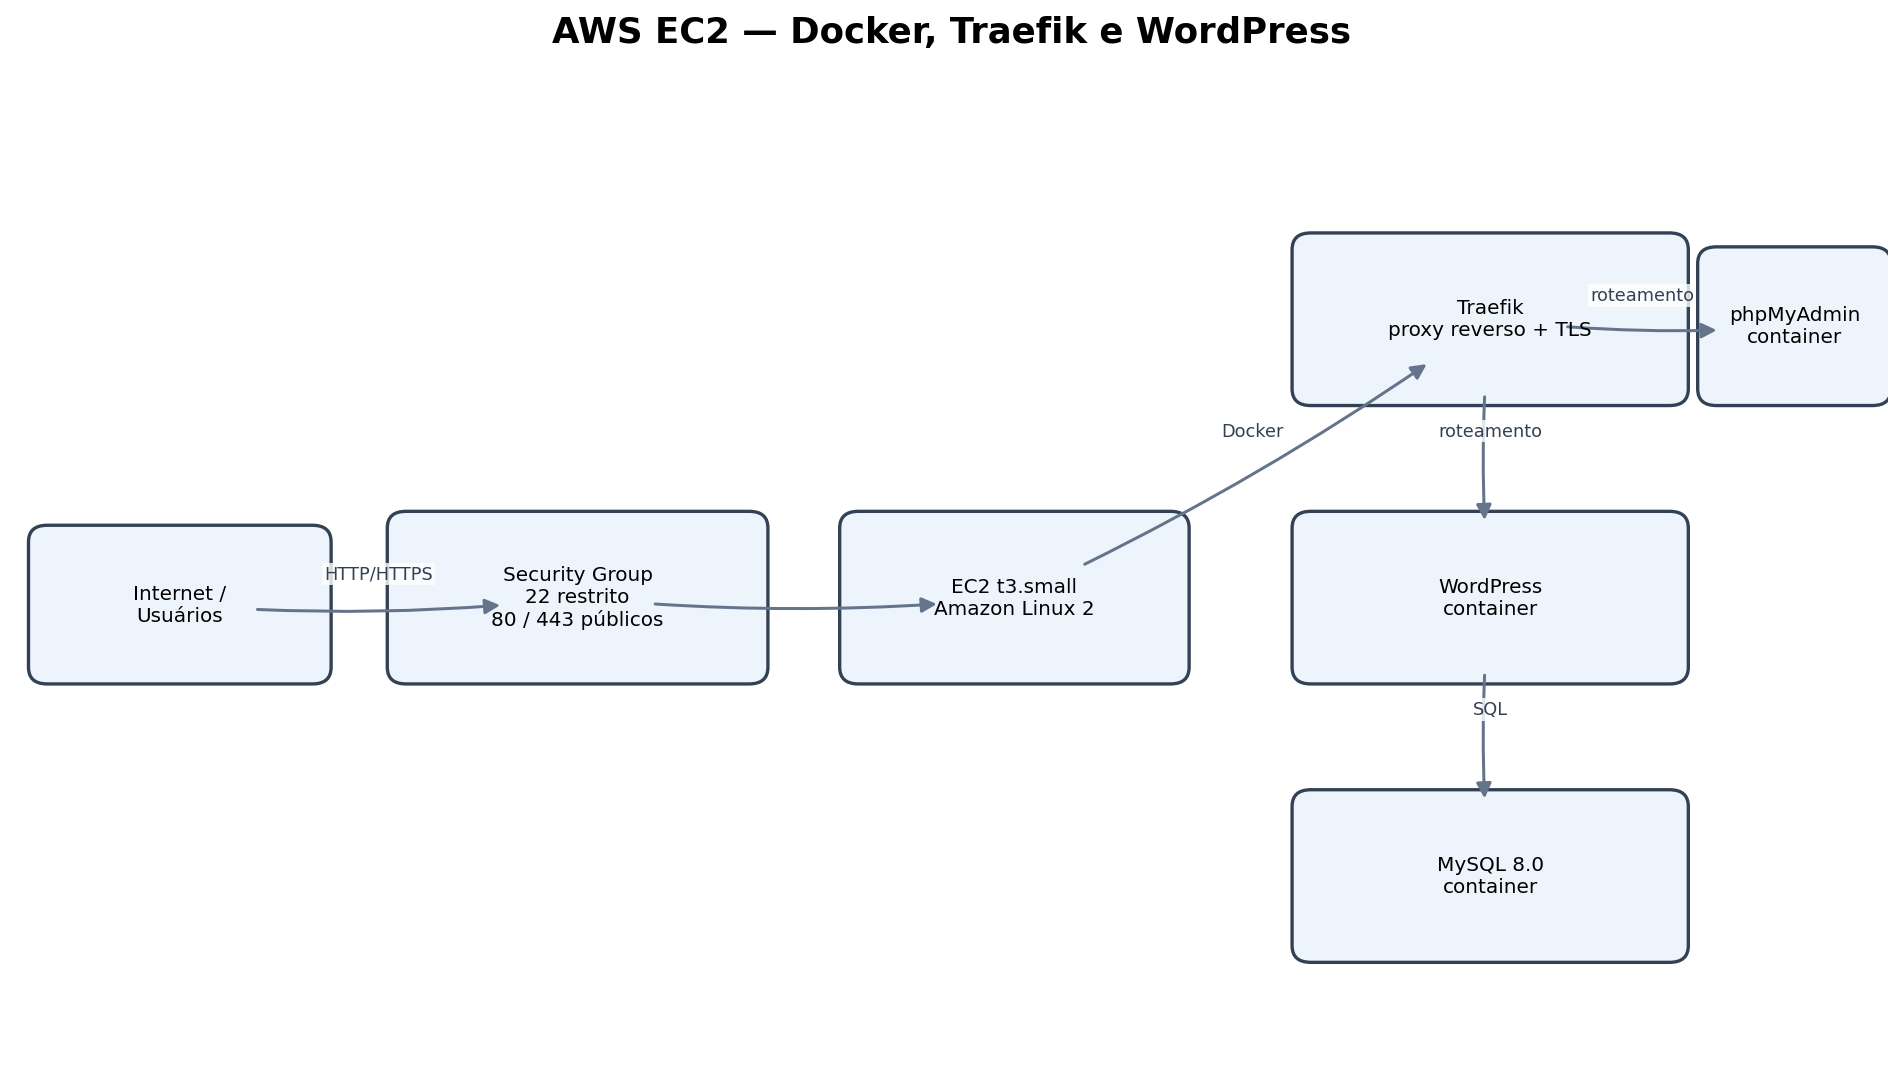 AWS EC2 — Docker, Traefik e WordPress
Traefik
proxy reverso + TLS
roteamento
phpMyAdmin
container
Docker
roteamento
Internet /
Usuários
HTTP/HTTPS
Security Group
22 restrito
80 / 443 públicos
EC2 t3.small
Amazon Linux 2
WordPress
container
SQL
MySQL 8.0
container